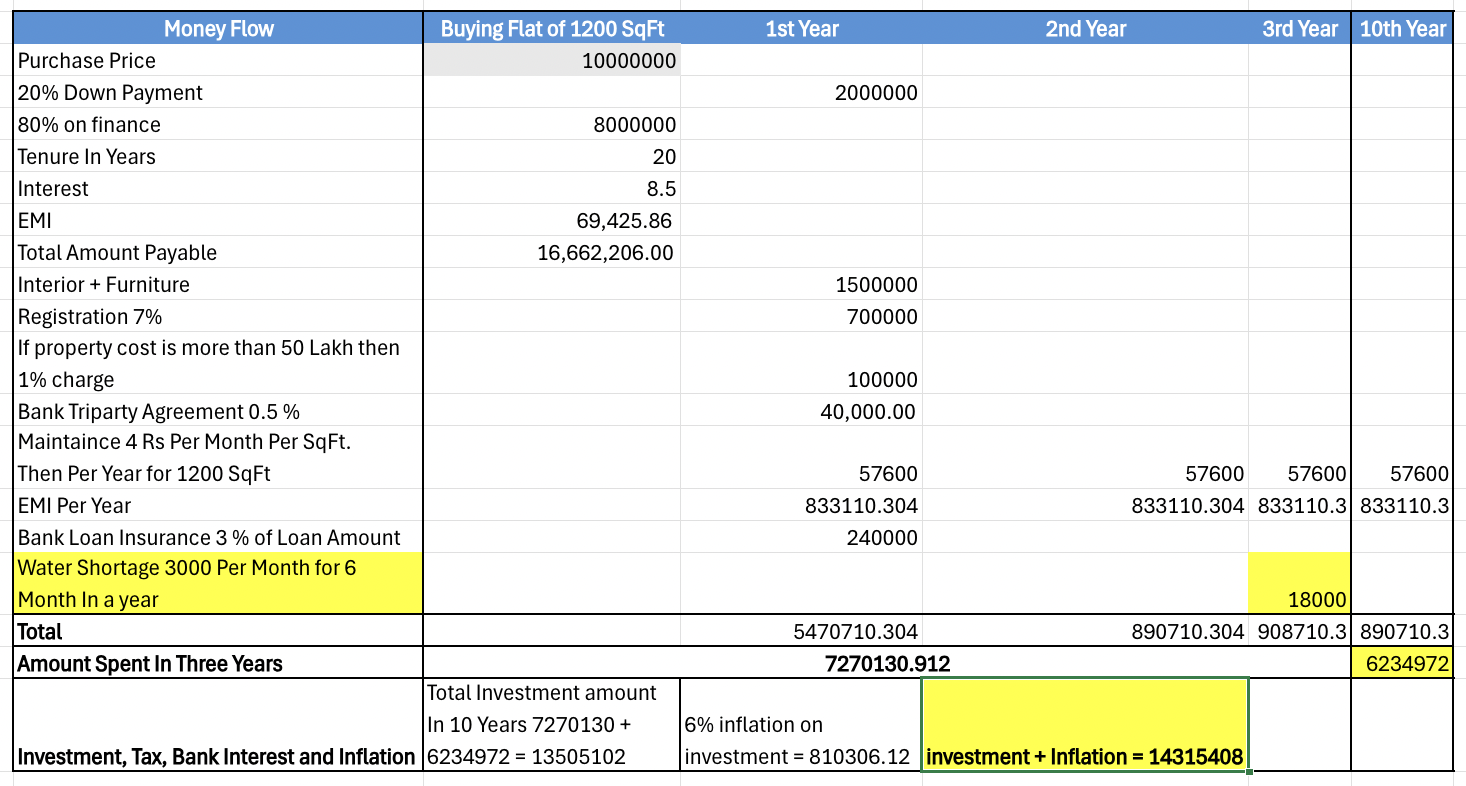 Money Flow Buying Flat of 1200 SqFt 1st Year 2nd Year 3rd Year 10th Year
Purchase Price 10000000
20% Down Payment 2000000
80% on finance 8000000
Tenure In Years 20
Interest 8.5
EMI 69,425.86
Total Amount Payable 16,662,206.00
Interior + Furniture 1500000
Registration 7% 700000
If property cost is more than 50 Lakh then
1% charge 100000
Bank Triparty Agreement 0.5 % 40,000.00
Maintaince 4 Rs Per Month Per SqFt.
Then Per Year for 1200 SqFt 57600 57600 57600 57600
EMI Per Year 833110.304 833110.304 833110.3 833110.3
Bank Loan Insurance 3 % of Loan Amount 240000
Water Shortage 3000 Per Month for 6
Month In a year 18000
Total 5470710.304 890710.304 908710.3 890710.3
Amount Spent In Three Years 7270130.912 6234972
Total Investment amount
In 10 Years 7270130 + 6% inflation on
Investment, Tax, Bank Interest and Inflation 6234972 = 13505102 investment = 810306.12 investment + Inflation = 14315408